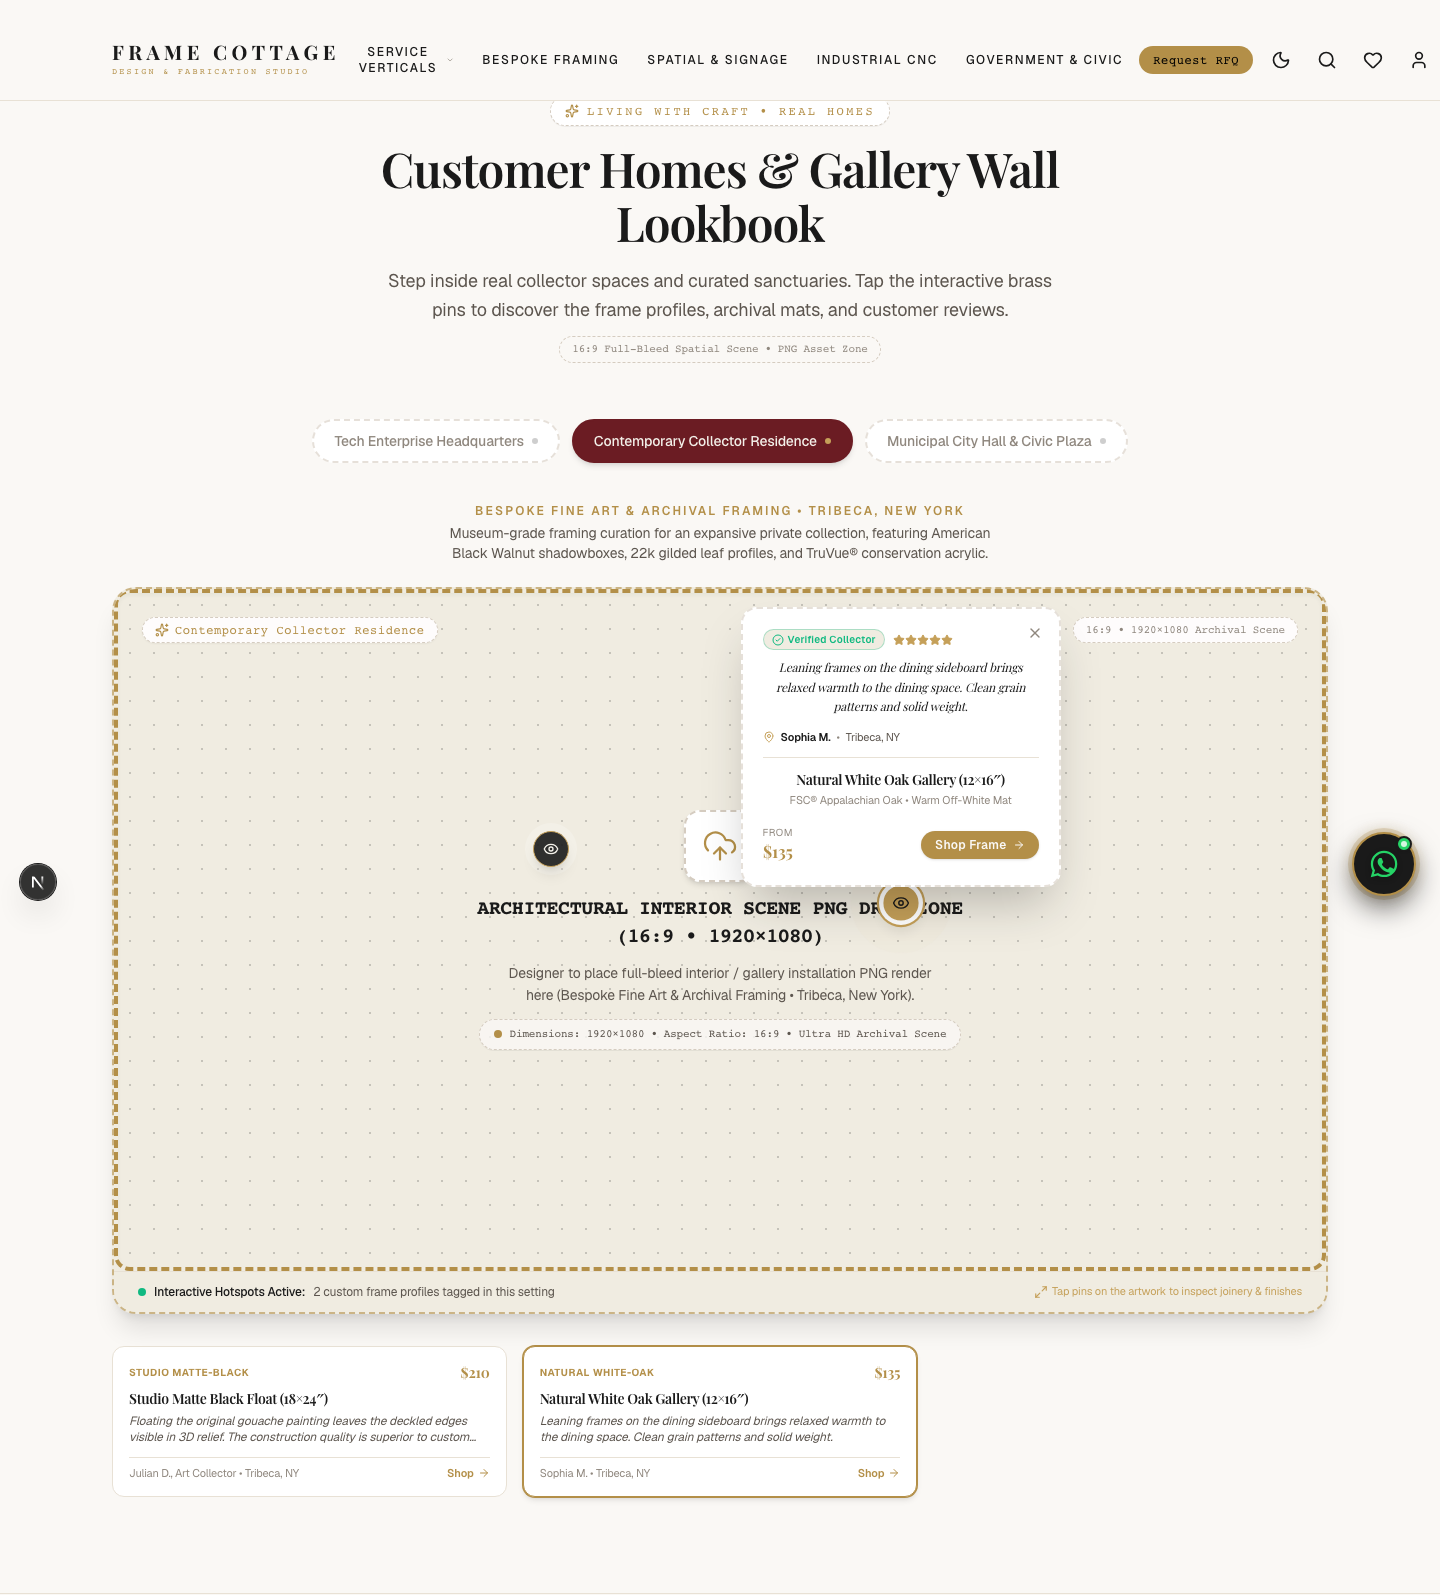 FRAME COTTAGE
DESIGN & FABRICATION STUDIO
SERVICE
VERTICALS
BESPOKE FRAMING
SPATIAL & SIGNAGE
INDUSTRIAL CNC
GOVERNMENT & CIVIC
Request RFQ
LIVING WITH CRAFT • REAL HOMES
Customer Homes & Gallery Wall
Lookbook
Step inside real collector spaces and curated sanctuaries. Tap the interactive brass
pins to discover the frame profiles, archival mats, and customer reviews.
16:9 Full-Bleed Spatial Scene • PNG Asset Zone
Tech Enterprise Headquarters
Contemporary Collector Residence
Municipal City Hall & Civic Plaza
BESPOKE FINE ART & ARCHIVAL FRAMING • TRIBECA, NEW YORK
Museum-grade framing curation for an expansive private collection, featuring American
Black Walnut shadowboxes, 22k gilded leaf profiles, and TruVue® conservation acrylic.
Contemporary Collector Residence
16:9 • 1920×1080 Archival Scene
Verified Collector
Leaning frames on the dining sideboard brings
relaxed warmth to the dining space. Clean grain
patterns and solid weight.
Sophia M. • Tribeca, NY
Natural White Oak Gallery (12×16″)
FSC® Appalachian Oak • Warm Off-White Mat
FROM
$135
Shop Frame
N
ARCHITECTURAL INTERIOR SCENE PNG DR ZONE
(16:9 • 1920×1080)
Designer to place full-bleed interior / gallery installation PNG render
here (Bespoke Fine Art & Archival Framing • Tribeca, New York).
Dimensions: 1920×1080 • Aspect Ratio: 16:9 • Ultra HD Archival Scene
Interactive Hotspots Active: 2 custom frame profiles tagged in this setting
Tap pins on the artwork to inspect joinery & finishes
STUDIO MATTE-BLACK
$210
Studio Matte Black Float (18×24″)
Floating the original gouache painting leaves the deckled edges
visible in 3D relief. The construction quality is superior to custom…
Julian D., Art Collector • Tribeca, NY
Shop
NATURAL WHITE-OAK
$135
Natural White Oak Gallery (12×16″)
Leaning frames on the dining sideboard brings relaxed warmth to
the dining space. Clean grain patterns and solid weight.
Sophia M. • Tribeca, NY
Shop